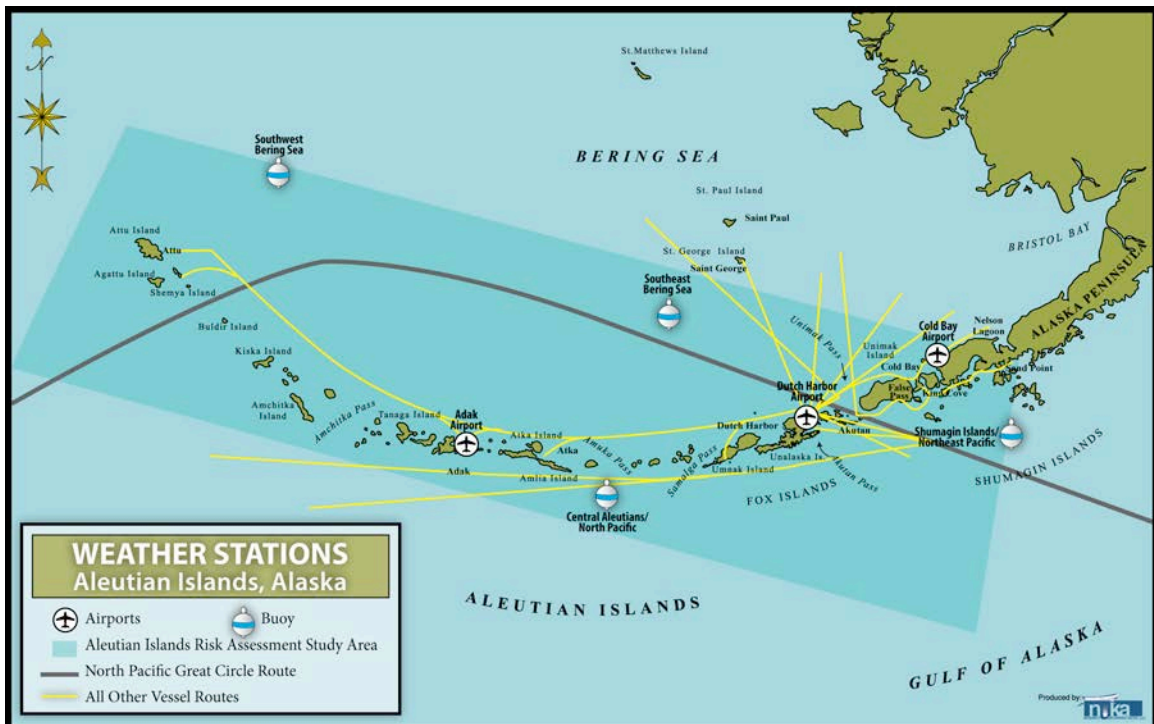 St.Matthews Island
Southwest
Bering Sea
BERING SEA
N
St. Paul Island
Saint Paul
Attu Island
Attu
BRISTOL BAY
St. George Island
Saint George
Agattu Island
Shemya Island
Southeast
Bering Sea
ALASKA PENINSULA
Buldir Island
Unimak Pass
Nelson
Lagoon
Cold Bay
Airport
Unimak
Island
Kiska Island
Cold Bay
Sand Point
False
Pass
King Cove
Dutch Harbor
Airport
Amchitka
Island
Amchitka Pass
Tanaga Island
Adak
Airport
Dutch Harbor
Akutan
Shumagin Islands/
Northeast Pacific
Atka Island
Atka
Amuka Pass
Adak
Amlia Island
Samalga Pass
Unalaska Is.
Umnak Island
Akutan Pass
FOX ISLANDS
SHUMAGIN ISLANDS
Central Aleutians/
North Pacific
WEATHER STATIONS
Aleutian Islands, Alaska
Airports
Buoy
Aleutian Islands Risk Assessment Study Area
North Pacific Great Circle Route
All Other Vessel Routes
ALEUTIAN ISLANDS
GULF OF ALASKA
Produced by:
nuka